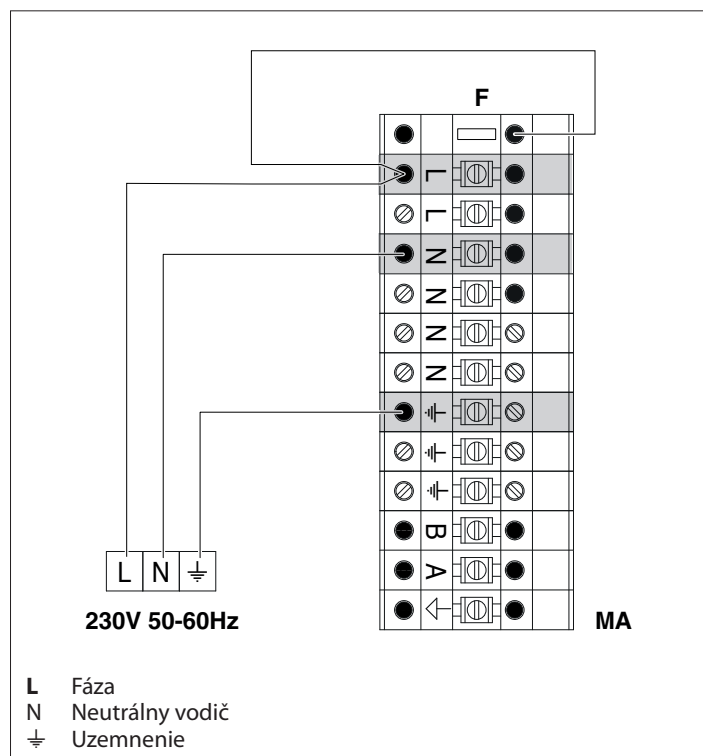 F
L
L
N
N
N
N
⏚
⏚
⏚
B
A
L N ⏚
230V 50-60Hz
MA
L Fáza
N Neutrálny vodič
⏚ Uzemnenie